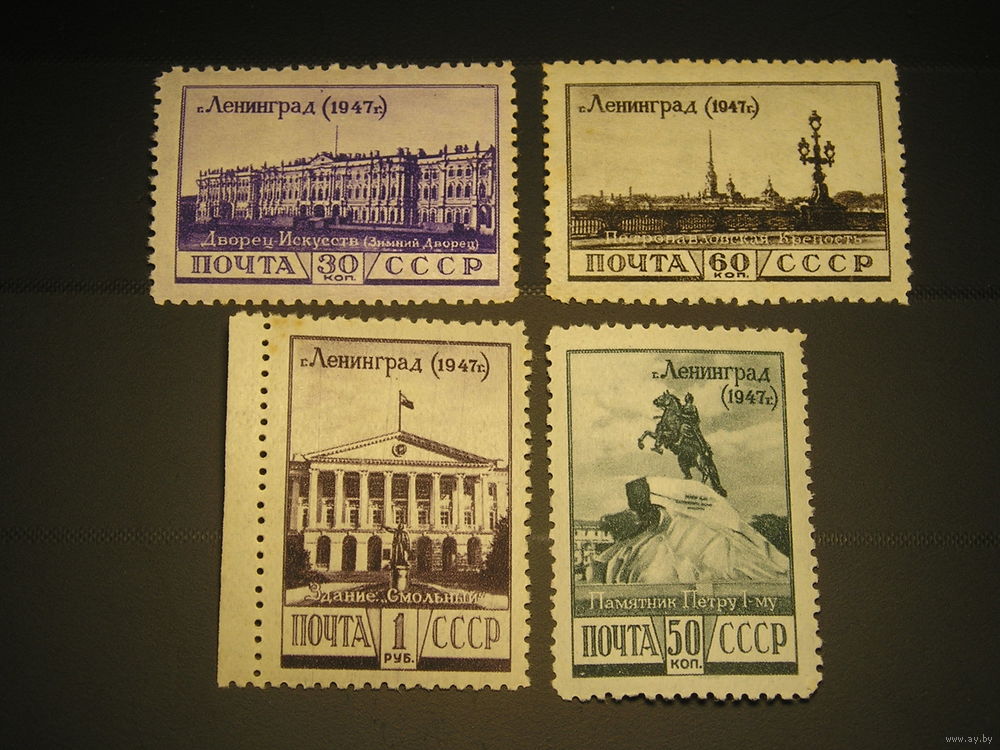 г. Ленинград (1947г.)
Дворец Искусств (Зимний Дворец)
ПОЧТА 30 СССР
КОП.
г. Ленинград (1947г.)
Петропавловская Крепость
ПОЧТА 60 СССР
КОП.
г. Ленинград (1947г.)
Здание „Смольный“
ПОЧТА 1 СССР
РУБ.
г. Ленинград
(1947г.)
Памятник Петру I-му
ПОЧТА 50 СССР
КОП.
www.ay.by